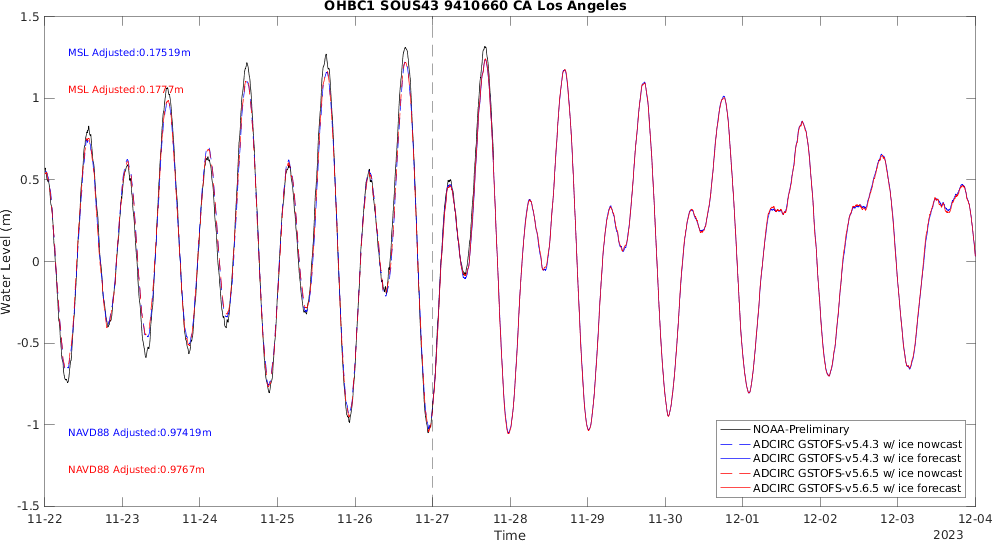 OHBC1 SOUS43 9410660 CA Los Angeles
1.5
MSL Adjusted:0.17519m
MSL Adjusted:0.1777m
1
0.5
0
-0.5
-1
-1.5
Water Level (m)
NAVD88 Adjusted:0.97419m
NAVD88 Adjusted:0.9767m
NOAA-Preliminary
ADCIRC GSTOFS-v5.4.3 w/ ice nowcast
ADCIRC GSTOFS-v5.4.3 w/ ice forecast
ADCIRC GSTOFS-v5.6.5 w/ ice nowcast
ADCIRC GSTOFS-v5.6.5 w/ ice forecast
11-22 11-23 11-24 11-25 11-26 11-27 11-28 11-29 11-30 12-01 12-02 12-03 12-04
Time
2023